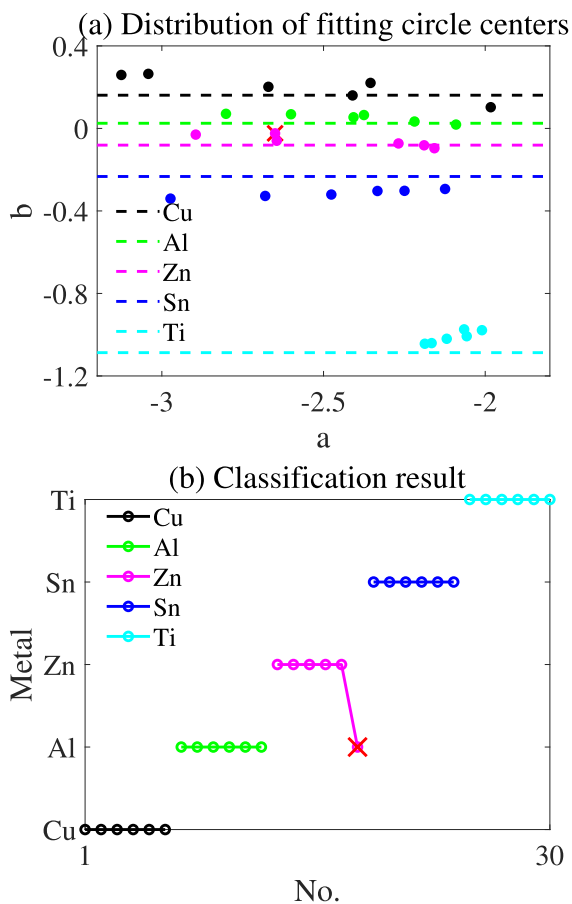 (a) Distribution of fitting circle centers
0.4
0
-0.4
-0.8
-1.2
b
Cu
Al
Zn
Sn
Ti
-3
-2.5
-2
a
(b) Classification result
Ti
Sn
Zn
Al
Cu
Metal
Cu
Al
Zn
Sn
Ti
1
30
No.